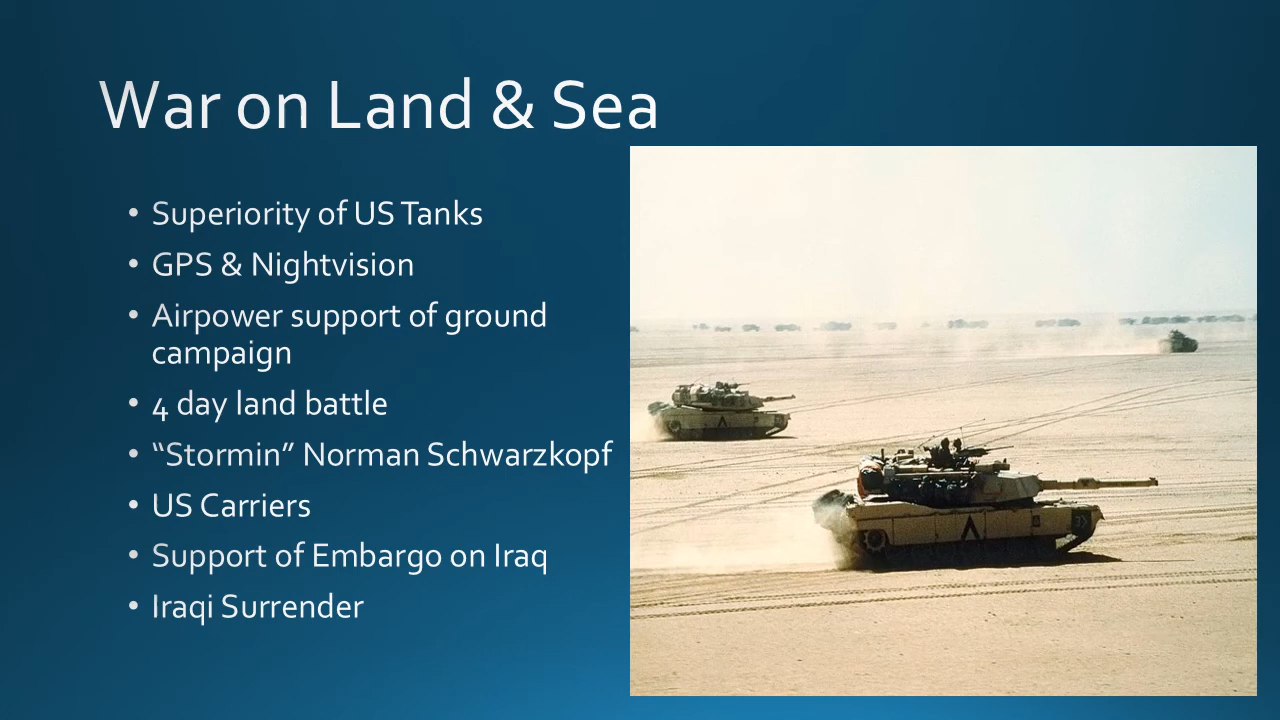 War on Land & Sea
• Superiority of US Tanks
• GPS & Nightvision
• Airpower support of ground
campaign
• 4 day land battle
• “Stormin” Norman Schwarzkopf
• US Carriers
• Support of Embargo on Iraq
• Iraqi Surrender